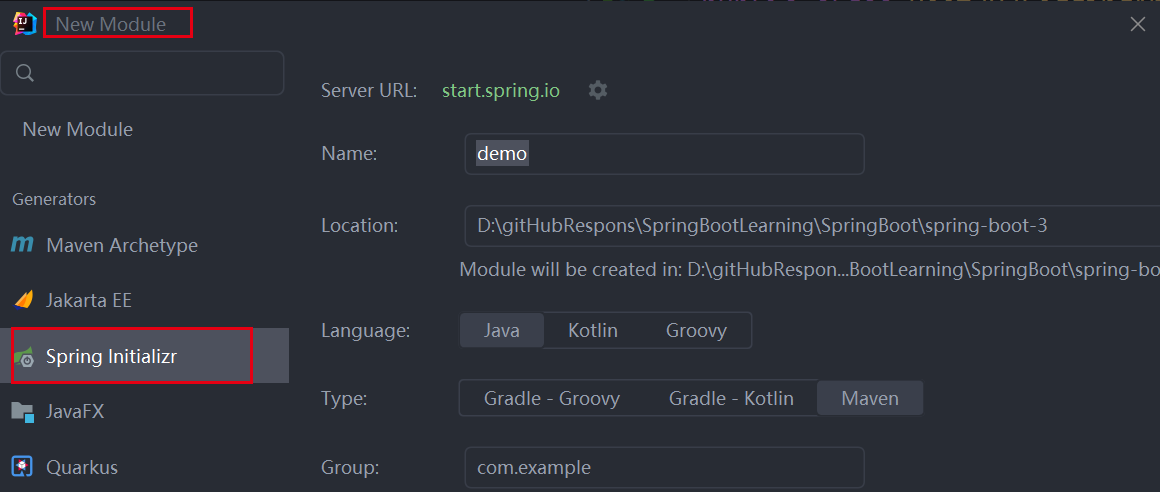 New Module
New Module
Generators
Maven Archetype
Jakarta EE
Spring Initializr
JavaFX
Quarkus
Server URL: start.spring.io
Name: demo
Location: D:\gitHubRespons\SpringBootLearning\SpringBoot\spring-boot-3
Module will be created in: D:\gitHubRespon...BootLearning\SpringBoot\spring-bo
Language: Java Kotlin Groovy
Type: Gradle - Groovy Gradle - Kotlin Maven
Group: com.example